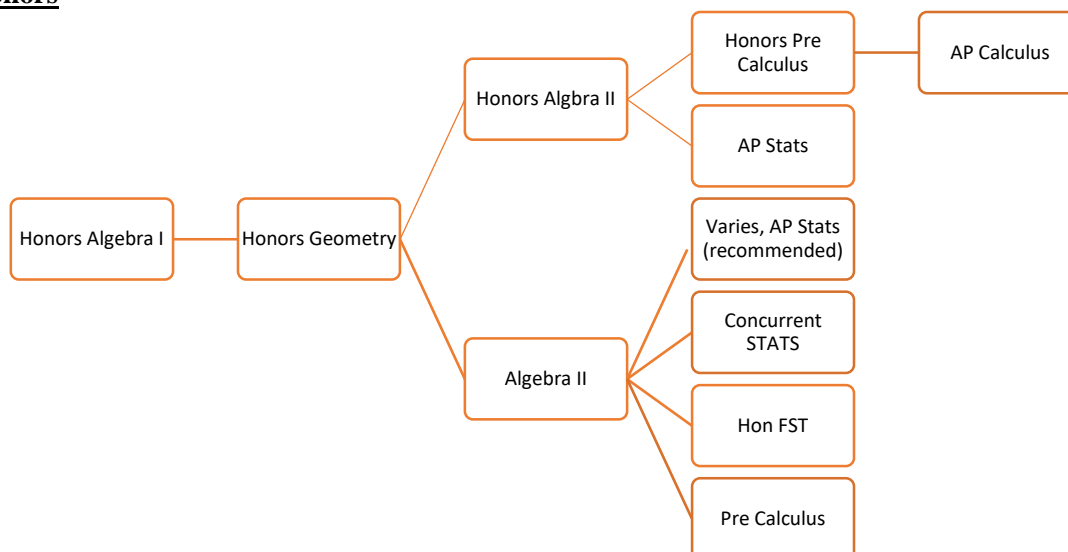 onors
Honors Pre
Calculus
AP Calculus
Honors Algbra II
AP Stats
Honors Algebra I
Honors Geometry
Varies, AP Stats
(recommended)
Concurrent
STATS
Algebra II
Hon FST
Pre Calculus